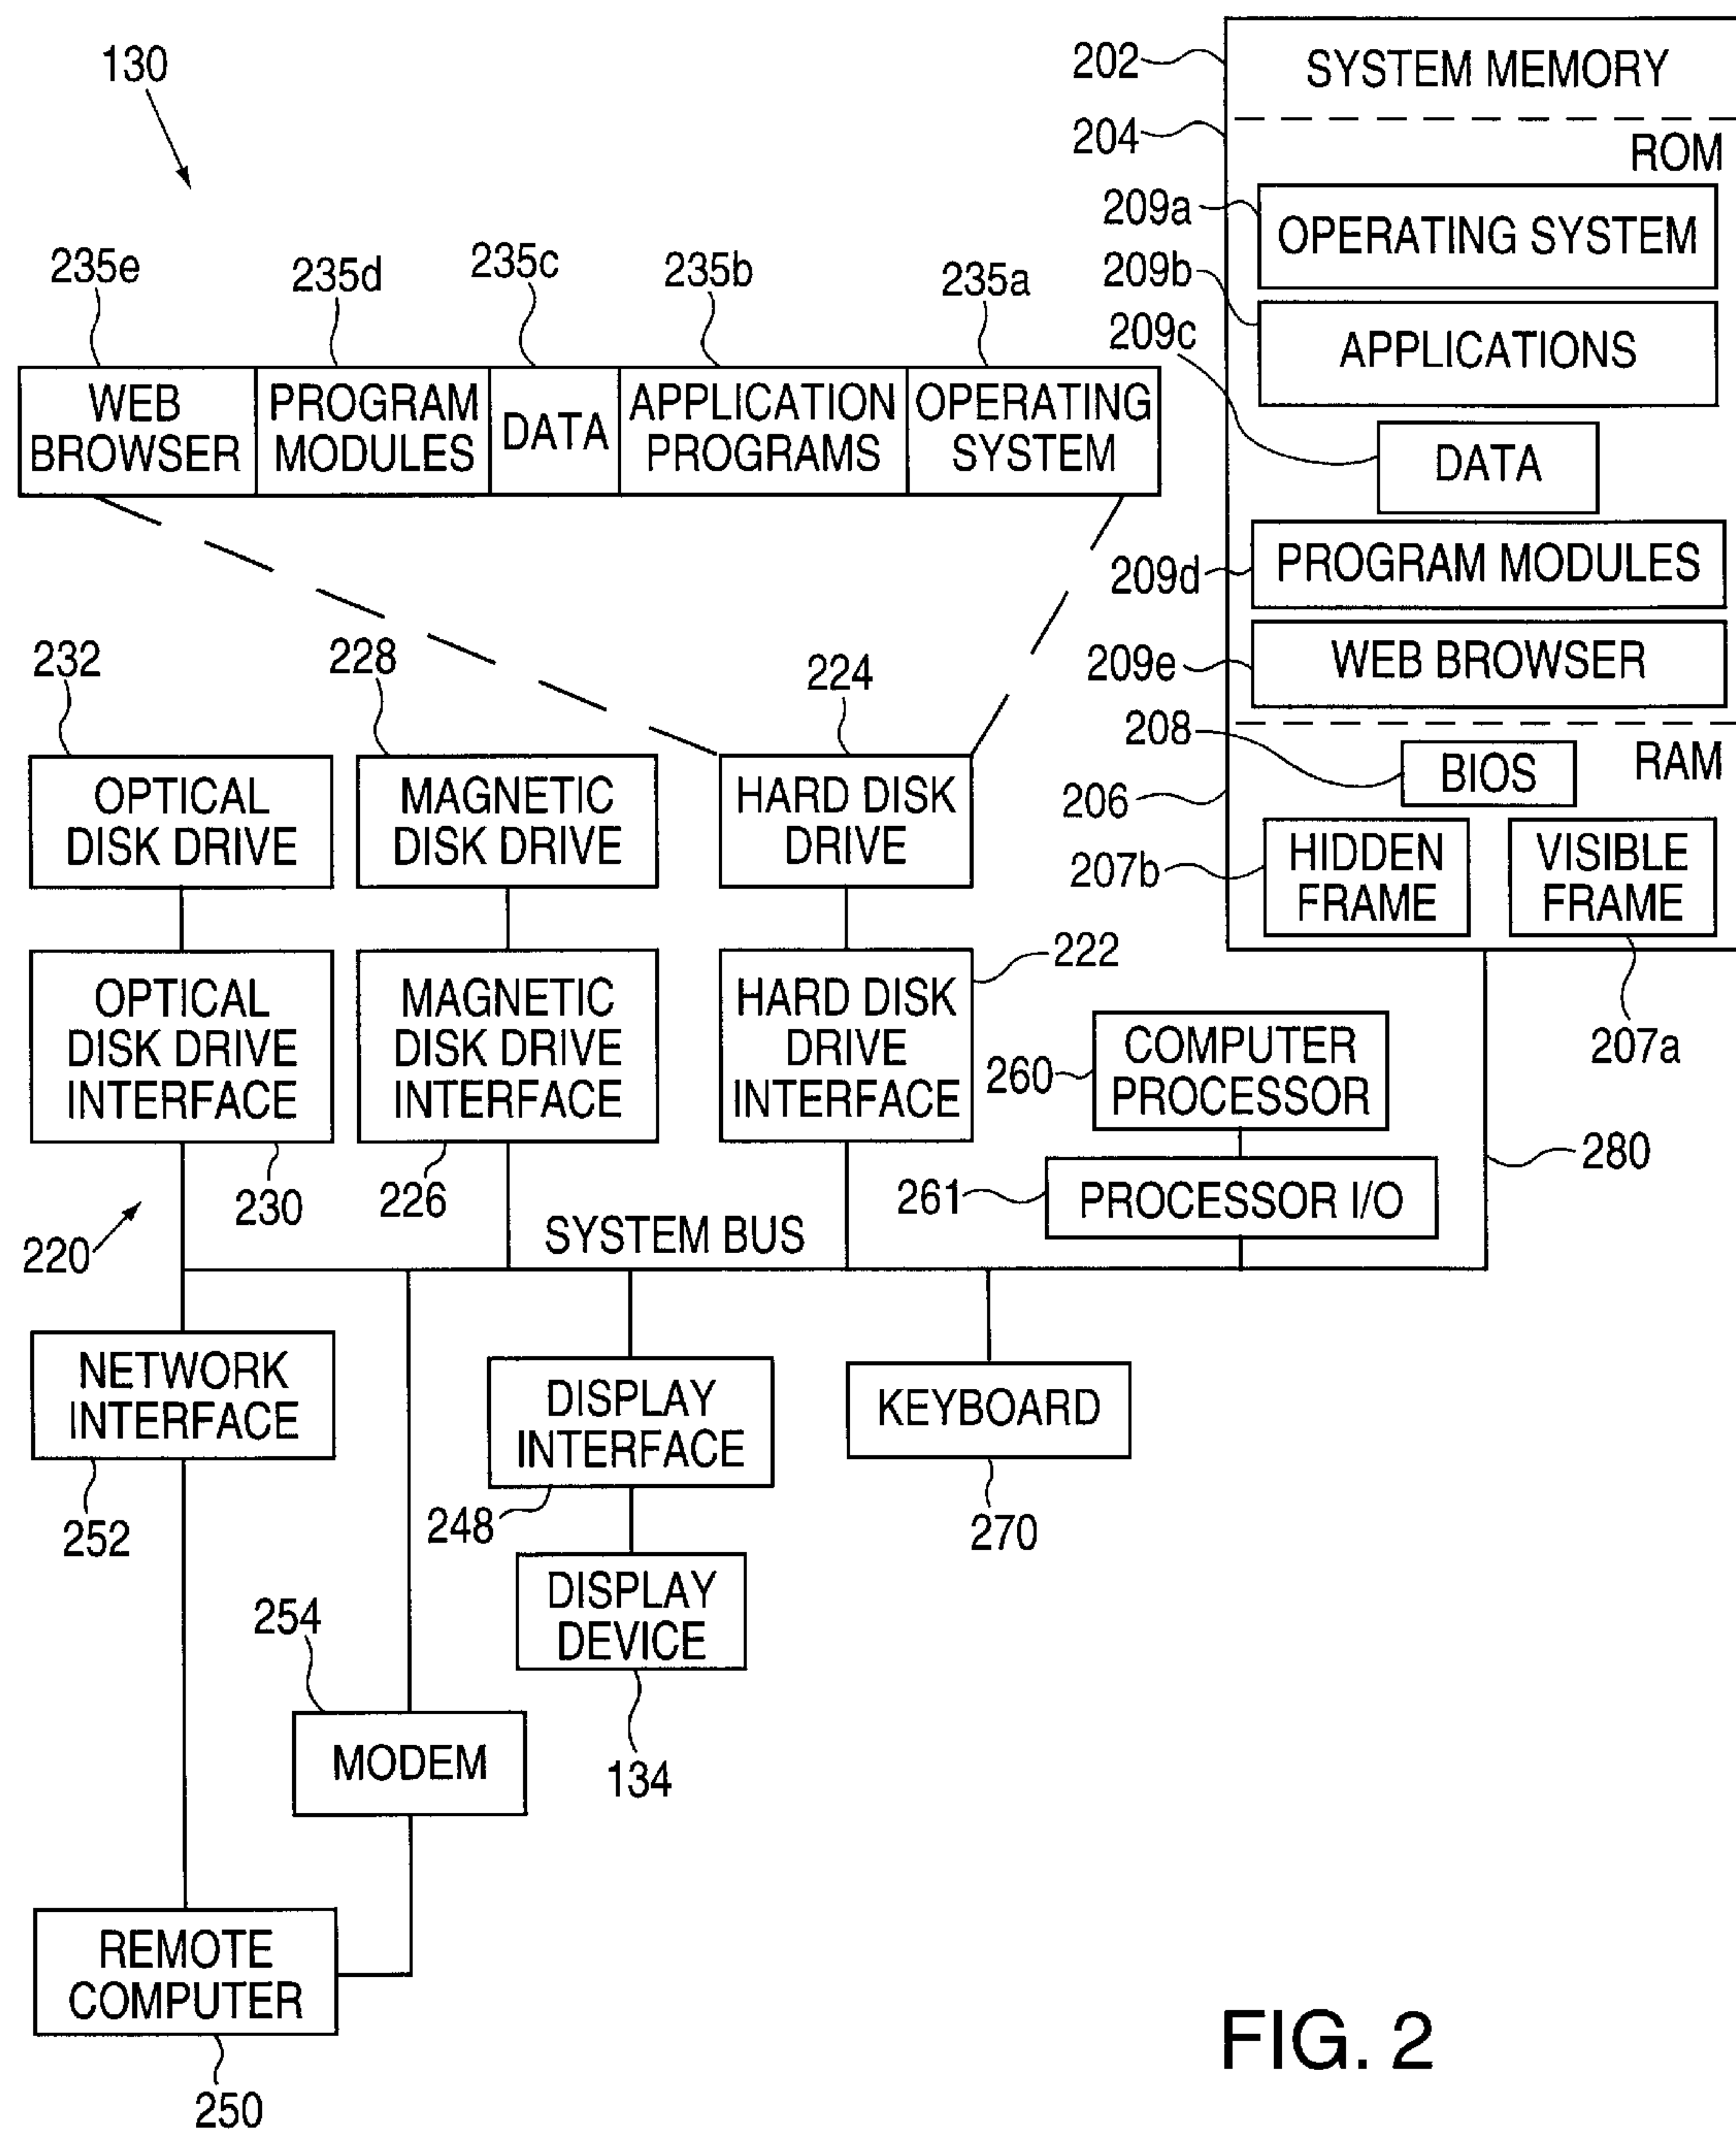 130
202
SYSTEM MEMORY
204
ROM
209a
OPERATING SYSTEM
209b
APPLICATIONS
209c
DATA
209d
PROGRAM MODULES
209e
WEB BROWSER
208
BIOS
RAM
206
207b
HIDDEN
FRAME
VISIBLE
FRAME
207a
235e
235d
235c
235b
235a
WEB
BROWSER
PROGRAM
MODULES
DATA
APPLICATION
PROGRAMS
OPERATING
SYSTEM
232
228
224
OPTICAL
DISK DRIVE
MAGNETIC
DISK DRIVE
HARD DISK
DRIVE
OPTICAL
DISK DRIVE
INTERFACE
MAGNETIC
DISK DRIVE
INTERFACE
HARD DISK
DRIVE
INTERFACE
222
230
226
260
COMPUTER
PROCESSOR
261
PROCESSOR I/O
280
220
SYSTEM BUS
NETWORK
INTERFACE
252
DISPLAY
INTERFACE
248
KEYBOARD
270
DISPLAY
DEVICE
134
254
MODEM
REMOTE
COMPUTER
250
FIG. 2